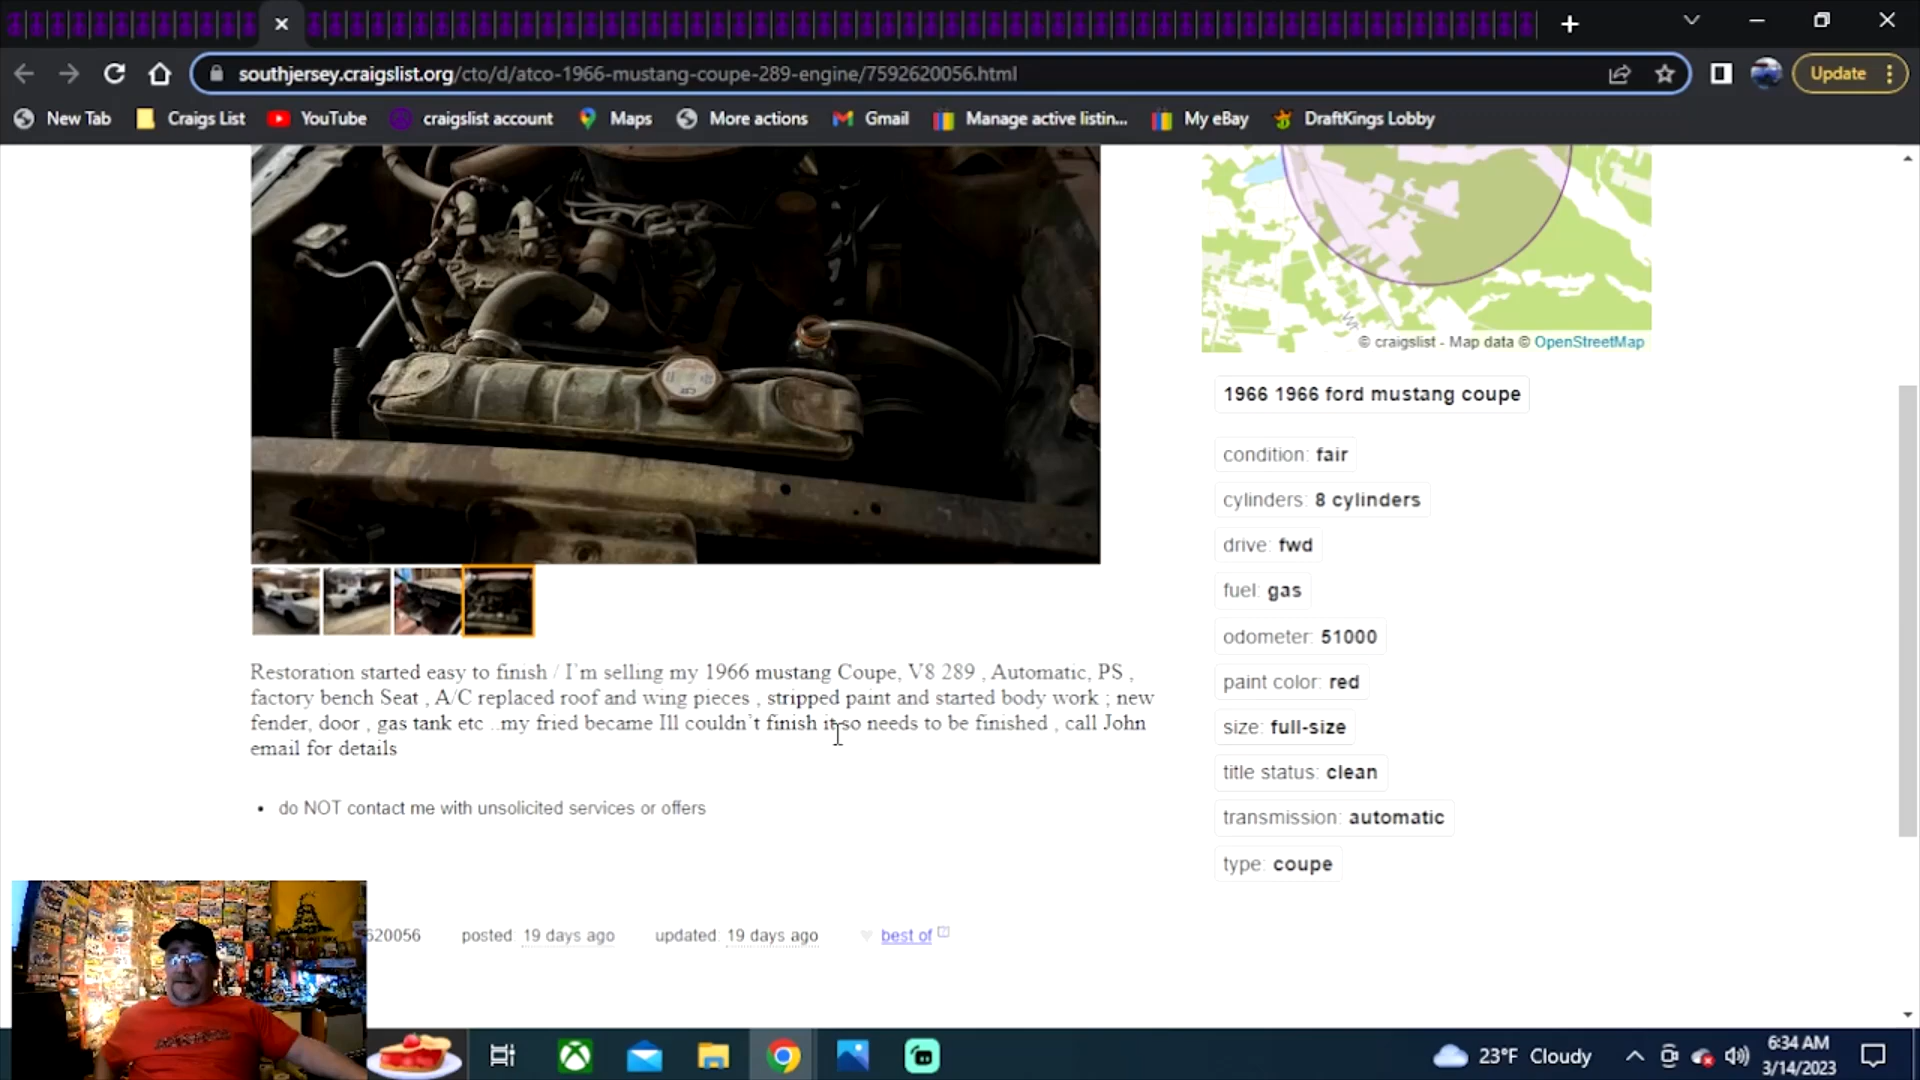 southjersey.craigslist.org/cto/d/atco-1966-mustang-coupe-289-engine/7592620056.html
Update
New Tab
Craigs List
YouTube
craigslist account
Maps
More actions
Gmail
Manage active listin...
My eBay
DraftKings Lobby
© craigslist - Map data © OpenStreetMap
1966 1966 ford mustang coupe
condition: fair
cylinders: 8 cylinders
drive: fwd
fuel: gas
odometer: 51000
paint color: red
size: full-size
title status: clean
transmission: automatic
type: coupe
Restoration started easy to finish / I'm selling my 1966 mustang Coupe, V8 289 , Automatic, PS ,
factory bench Seat , A/C replaced roof and wing pieces , stripped paint and started body work ; new
fender, door , gas tank etc ..my fried became Ill couldn't finish it so needs to be finished , call John
email for details
• do NOT contact me with unsolicited services or offers
620056
posted: 19 days ago
updated: 19 days ago
best of [?]
23°F Cloudy
6:34 AM
3/14/2023